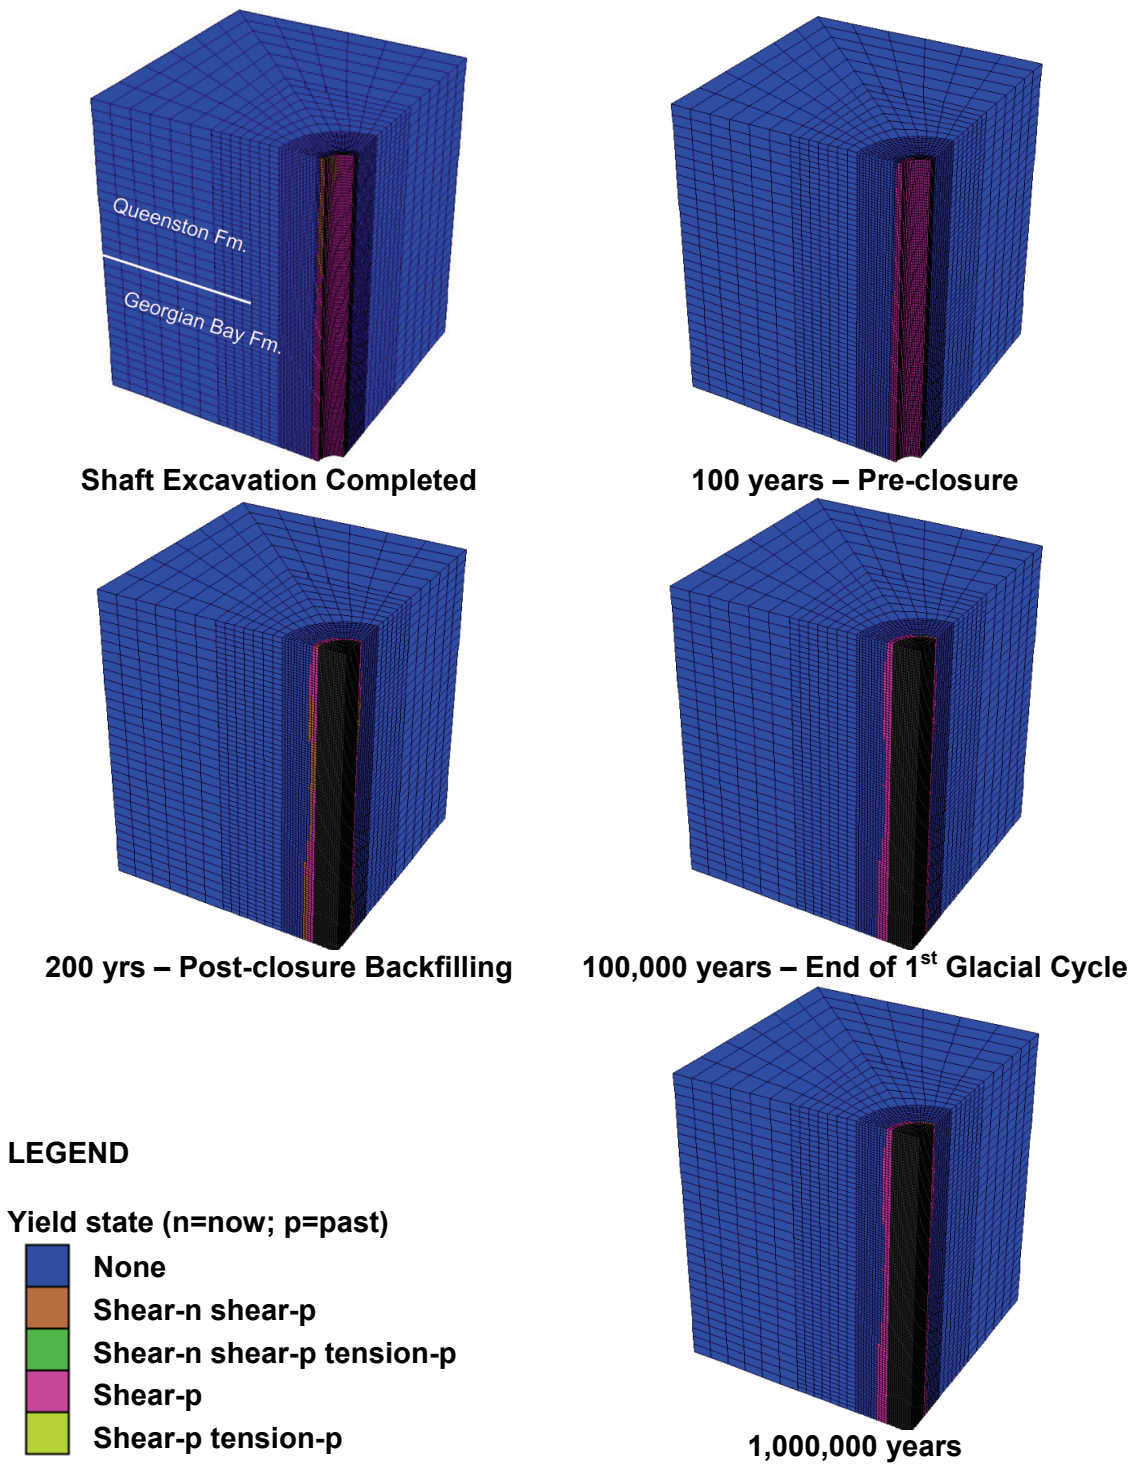 Queenston Fm.
Georgian Bay Fm.
Shaft Excavation Completed
100 years – Pre-closure
200 yrs – Post-closure Backfilling
100,000 years – End of 1st Glacial Cycle
LEGEND
Yield state (n=now; p=past)
None
Shear-n shear-p
Shear-n shear-p tension-p
Shear-p
Shear-p tension-p
1,000,000 years